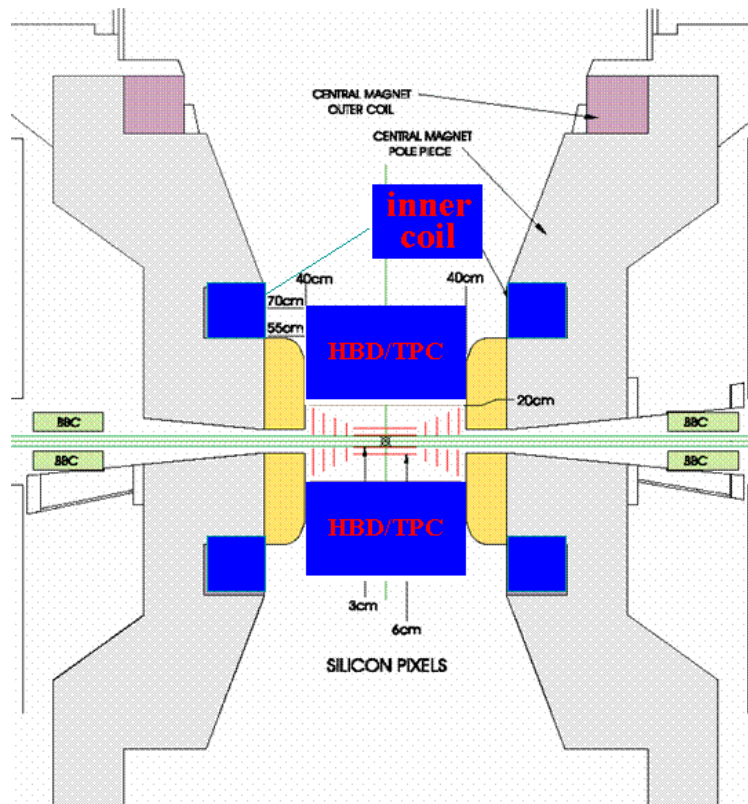 CENTRAL MAGNET
OUTER COIL
CENTRAL MAGNET
POLE PIECE
inner
coil
40cm
40cm
70cm
55cm
HBD/TPC
20cm
BBC
BBC
BBC
BBC
HBD/TPC
3cm
6cm
SILICON PIXELS